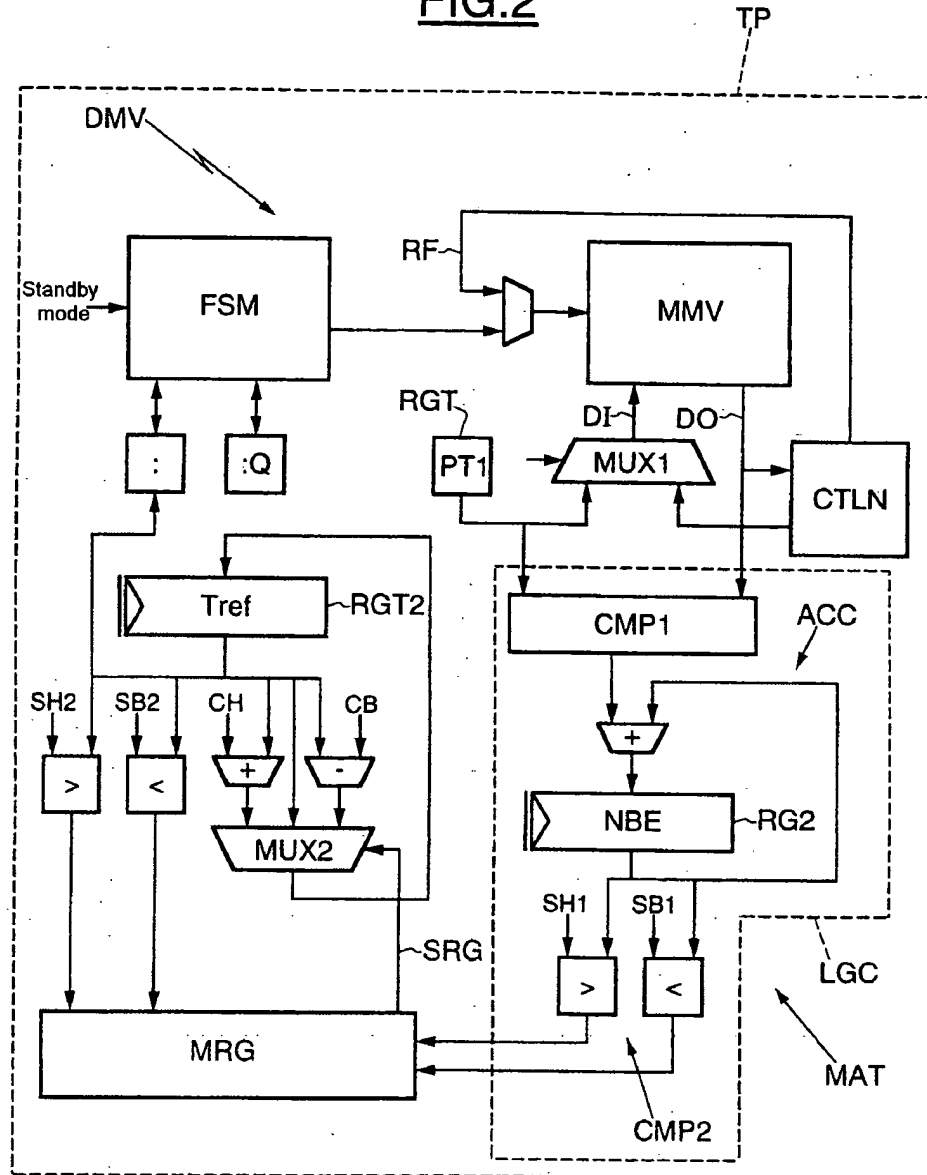 FIG.2
TP
DMV
RF
Standby
mode
FSM
MMV
RGT
DI
DO
:
:Q
PT1
MUX1
CTLN
Tref
RGT2
CMP1
ACC
SH2
SB2
CH
CB
+
>
<
+
-
NBE
RG2
MUX2
SH1
SB1
SRG
LGC
>
<
MRG
MAT
CMP2